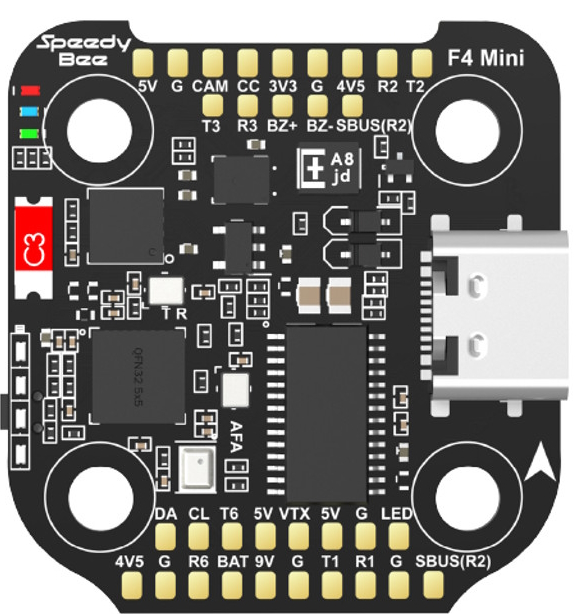 Speedy
Bee
F4 Mini
5V G CAM CC 3V3 G 4V5 R2 T2
T3 R3 BZ+ BZ- SBUS(R2)
A8
jd
C3
TR
QFN32 5x5
AFA
DA CL T6 5V VTX 5V G LED
4V5 G R6 BAT 9V G T1 R1 G SBUS(R2)